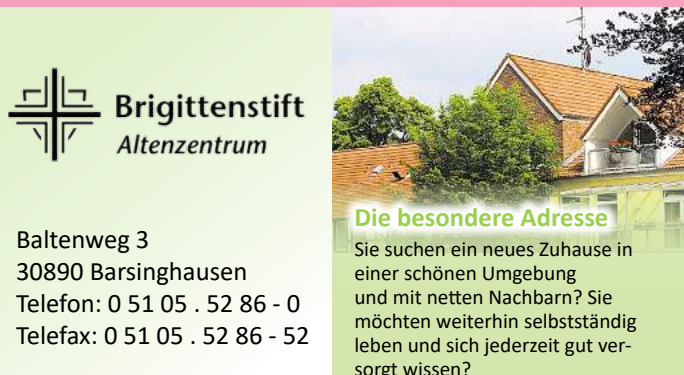 Brigittenstift
Altenzentrum
Baltenweg 3
30890 Barsinghausen
Telefon: 0 51 05 . 52 86 - 0
Telefax: 0 51 05 . 52 86 - 52
Die besondere Adresse
Sie suchen ein neues Zuhause in
einer schönen Umgebung
und mit netten Nachbarn? Sie
möchten weiterhin selbstständig
leben und sich jederzeit gut ver-
sorgt wissen?